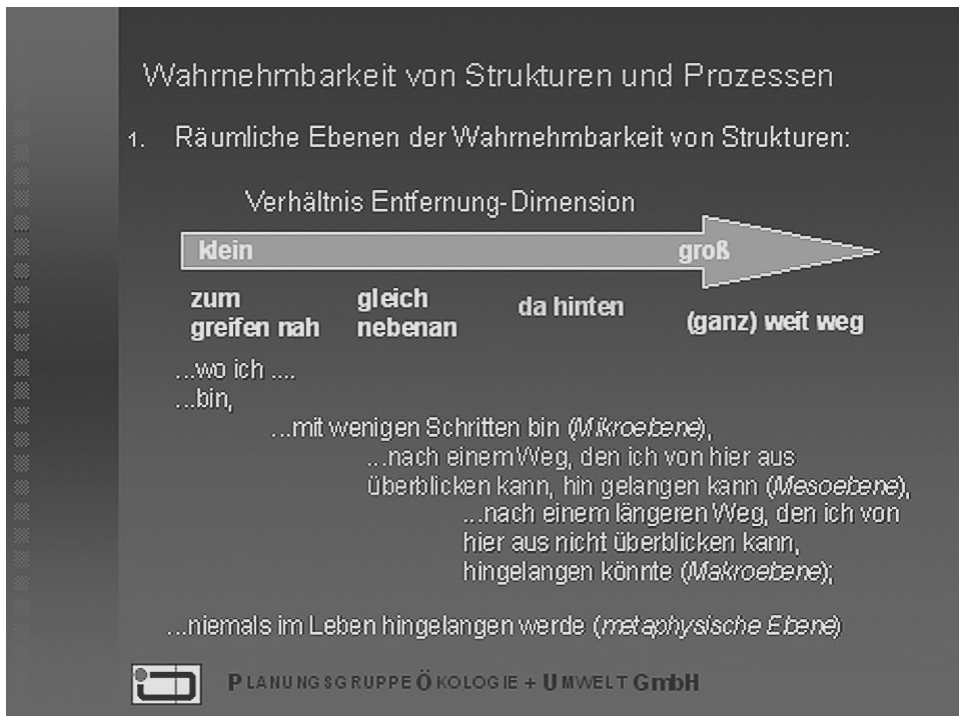 Wahrnehmbarkeit von Strukturen und Prozessen
1. Räumliche Ebenen der Wahrnehmbarkeit von Strukturen:
Verhältnis Entfernung-Dimension
klein groß
zum gleich da hinten (ganz) weit weg
greifen nah nebenan
...wo ich ....
...bin,
...mit wenigen Schritten bin (Mikroebene),
...nach einem Weg, den ich von hier aus
überblicken kann, hin gelangen kann (Mesoebene),
...nach einem längeren Weg, den ich von
hier aus nicht überblicken kann,
hingelangen könnte (Makroebene);
...niemals im Leben hingelangen werde (metaphysische Ebene)
PLANUNGSGRUPPE ÖKOLOGIE + UMWELT GmbH